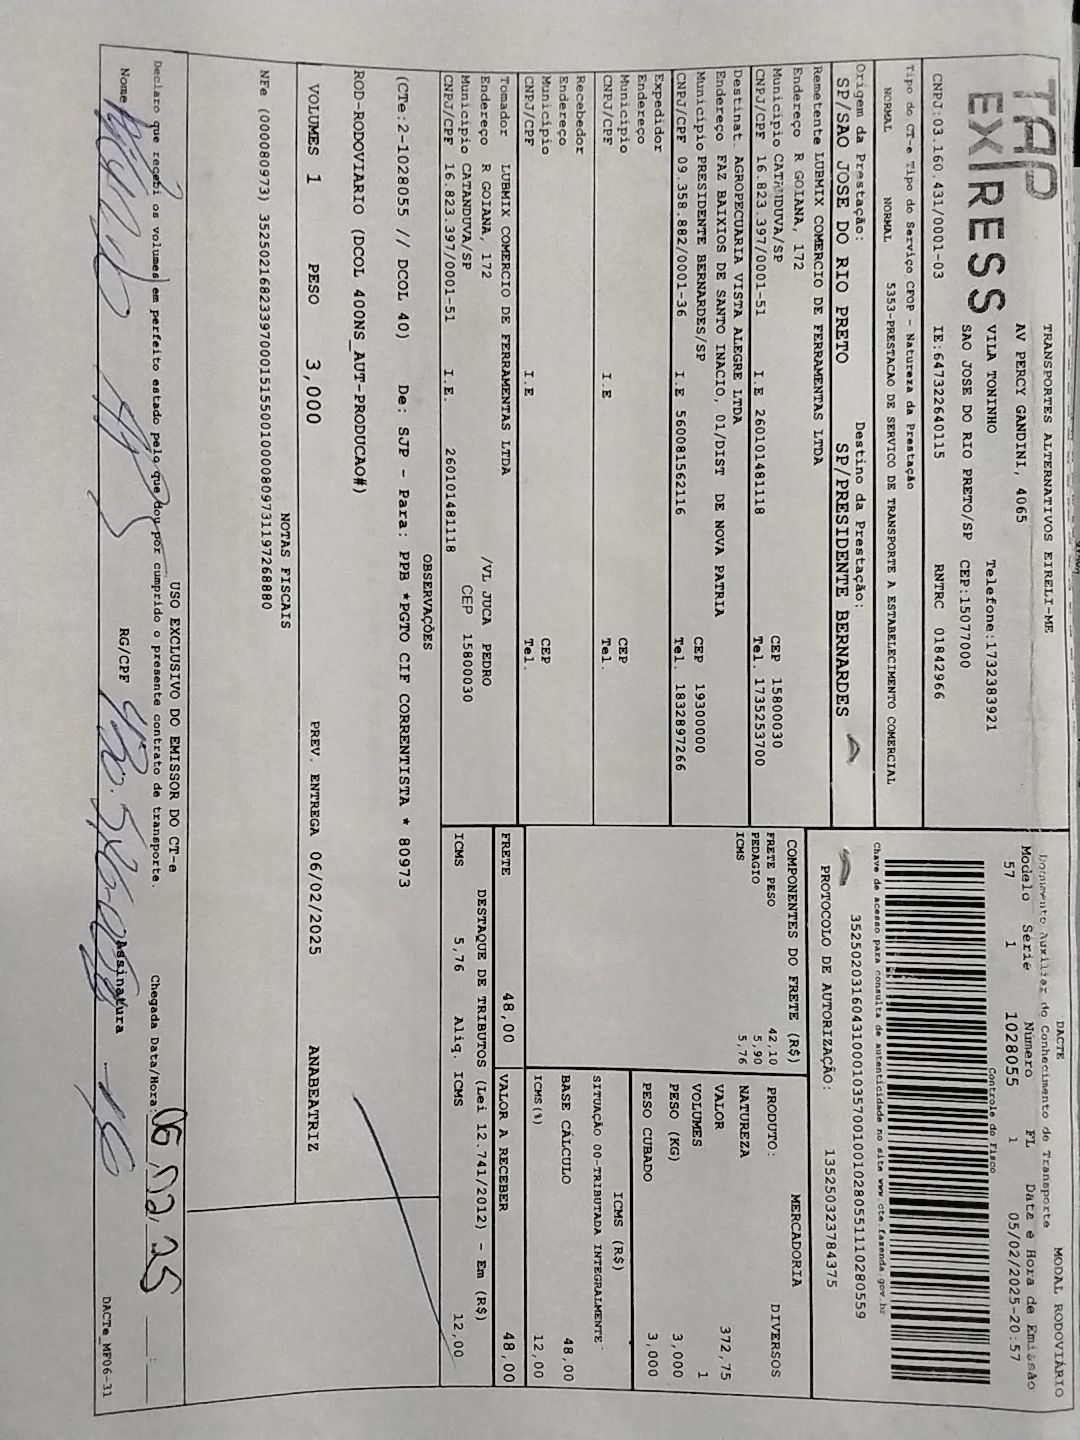 TAP
EX/RESS
TRANSPORTES ALTERNATIVOS EIRELI-ME
AV PERCY GANDINI, 4065
VILA TONINHO Telefone:1732383921
SAO JOSE DO RIO PRETO/SP CEP:15077000
CNPJ:03.160.431/0001-03 IE:647322640115 RNTRC 01842966
DACTE MODAL RODOVIÁRIO
Documento Auxiliar do Conhecimento de Transporte
Modelo Série Número FL Data e Hora de Emissão
57 1 1028055 1 05/02/2025-20:57
Controle do Fisco
Chave de acesso para consulta de autenticidade no site www.cte.fazenda.gov.br
35250203160431000103570010010280551110280559
PROTOCOLO DE AUTORIZAÇÃO: 135250323784375
Tipo do CT-e Tipo do Serviço CFOP - Natureza da Prestação
NORMAL NORMAL 5353-PRESTACAO DE SERVICO DE TRANSPORTE A ESTABELECIMENTO COMERCIAL
Origem da Prestação: Destino da Prestação:
SP/SAO JOSE DO RIO PRETO SP/PRESIDENTE BERNARDES
Remetente LUBMIX COMERCIO DE FERRAMENTAS LTDA
Endereço R GOIANA, 172
Município CATANDUVA/SP CEP 15800030
CNPJ/CPF 16.823.397/0001-51 I.E 260101481118 Tel. 1735253700
Destinat. AGROPECUARIA VISTA ALEGRE LTDA
Endereço FAZ BAIXIOS DE SANTO INACIO, 01/DIST DE NOVA PATRIA
Município PRESIDENTE BERNARDES/SP CEP 19300000
CNPJ/CPF 09.358.882/0001-36 I.E 560081562116 Tel. 1832897266
Expedidor
Endereço
Município CEP
CNPJ/CPF I.E Tel.
Recebedor
Endereço
Município CEP
CNPJ/CPF I.E Tel.
Tomador LUBMIX COMERCIO DE FERRAMENTAS LTDA
Endereço R GOIANA, 172 /VL JUCA PEDRO
Município CATANDUVA/SP CEP 15800030
CNPJ/CPF 16.823.397/0001-51 I.E. 260101481118
COMPONENTES DO FRETE (R$)
FRETE PESO 42,10
PEDAGIO 5,90
ICMS 5,76
MERCADORIA
PRODUTO: DIVERSOS
NATUREZA
VALOR 372,75
VOLUMES 1
PESO (KG) 3,000
PESO CUBADO 3,000
ICMS (R$)
SITUAÇÃO 00-TRIBUTADA INTEGRALMENTE
BASE CÁLCULO 48,00
ICMS (%) 12,00
FRETE 48,00 VALOR A RECEBER 48,00
DESTAQUE DE TRIBUTOS (Lei 12.741/2012) - Em (R$)
ICMS 5,76 Aliq. ICMS 12,00
OBSERVAÇÕES
(CTe:2-1028055 // DCOL 40) De: SJP - Para: PPB *PGTO CIF CORRENTISTA * 80973
ROD-RODOVIARIO (DCOL 400NS_AUT-PRODUCAO#)
VOLUMES 1 PESO 3,000 PREV. ENTREGA 06/02/2025 ANABEATRIZ
NOTAS FISCAIS
NFe (000080973) 35250216823397000151550010000809731197268880
USO EXCLUSIVO DO EMISSOR DO CT-e
Declaro que recebi os volumes em perfeito estado pelo que dou por cumprido o presente contrato de transporte. Chegada Data/Hora: 06 02 25 :
Nome RG/CPF Assinatura
DACTe_MF06-31